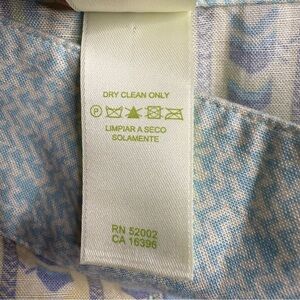 DRY CLEAN ONLY
P
LIMPIAR A SECO
SOLAMENTE
RN 52002
CA 16396